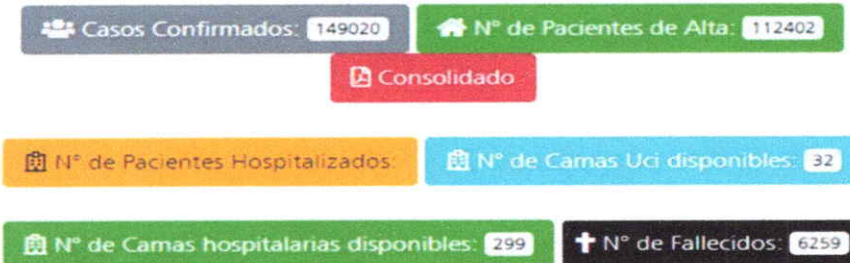 Casos Confirmados: 149020 N° de Pacientes de Alta: 112402
Consolidado
N° de Pacientes Hospitalizados:
N° de Camas Uci disponibles: 32
N° de Camas hospitalarias disponibles: 299 N° de Fallecidos: 6259